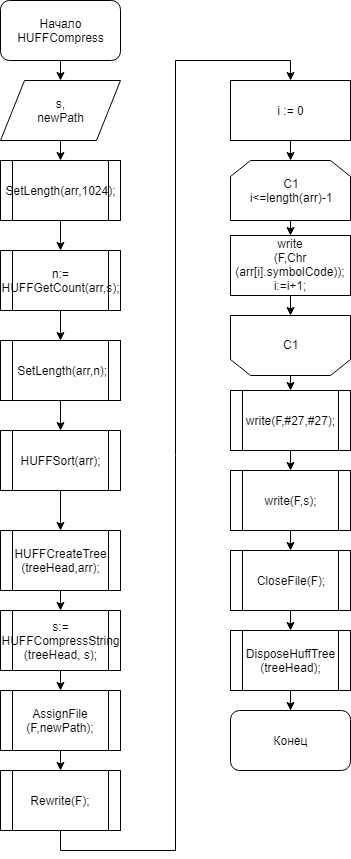 Начало
HUFFCompress
s,
newPath
SetLength(arr,1024);
n:=
HUFFGetCount(arr,s);
SetLength(arr,n);
HUFFSort(arr);
HUFFCreateTree
(treeHead,arr);
s:=
HUFFCompressString
(treeHead, s);
AssignFile
(F,newPath);
Rewrite(F);
i := 0
C1
i<=length(arr)-1
write
(F,Chr
(arr[i].symbolCode));
i:=i+1;
C1
write(F,#27,#27);
write(F,s);
CloseFile(F);
DisposeHuffTree
(treeHead);
Конец